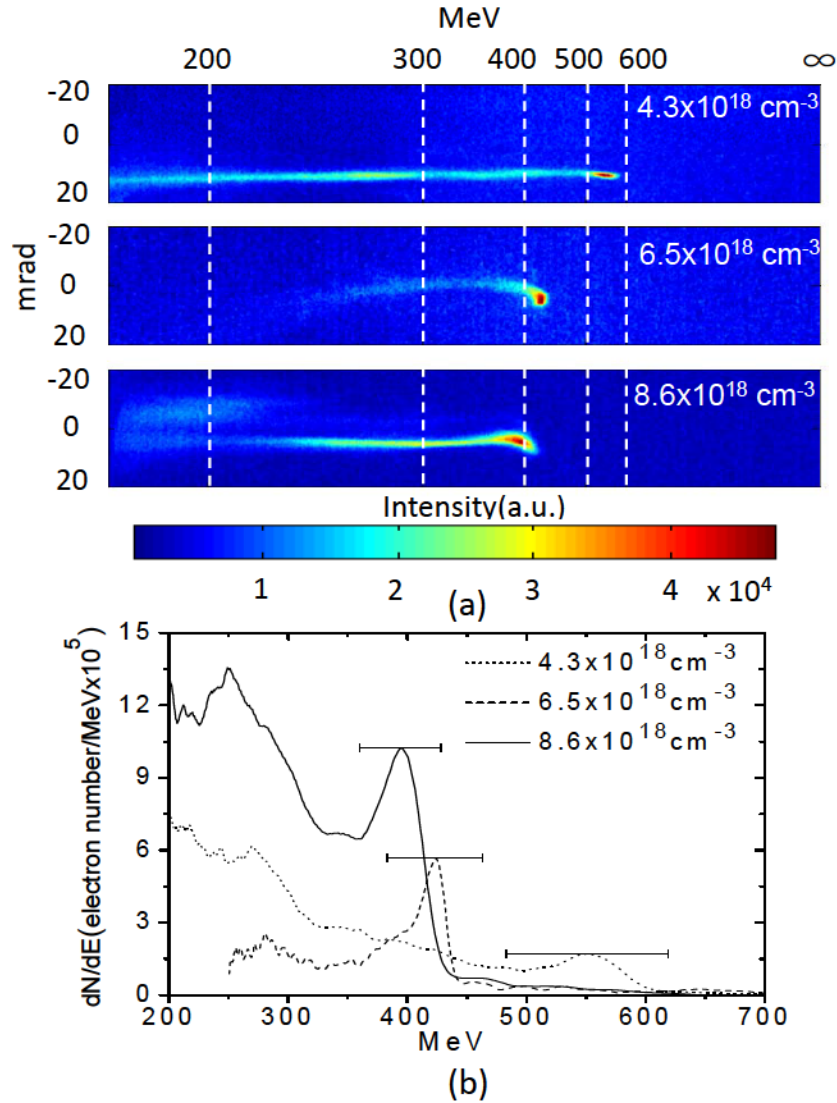 MeV
200 300 400 500 600 ∞
-20
0
20
4.3x10¹⁸ cm⁻³
mrad
-20
0
20
6.5x10¹⁸ cm⁻³
-20
0
20
8.6x10¹⁸ cm⁻³
Intensity(a.u.)
1 2 3 4 x 10⁴
(a)
dN/dE(electron number/MeVx10⁵)
15
12
9
6
3
0
4.3x10¹⁸cm⁻³
6.5x10¹⁸cm⁻³
8.6x10¹⁸cm⁻³
200 300 400 500 600 700
MeV
(b)